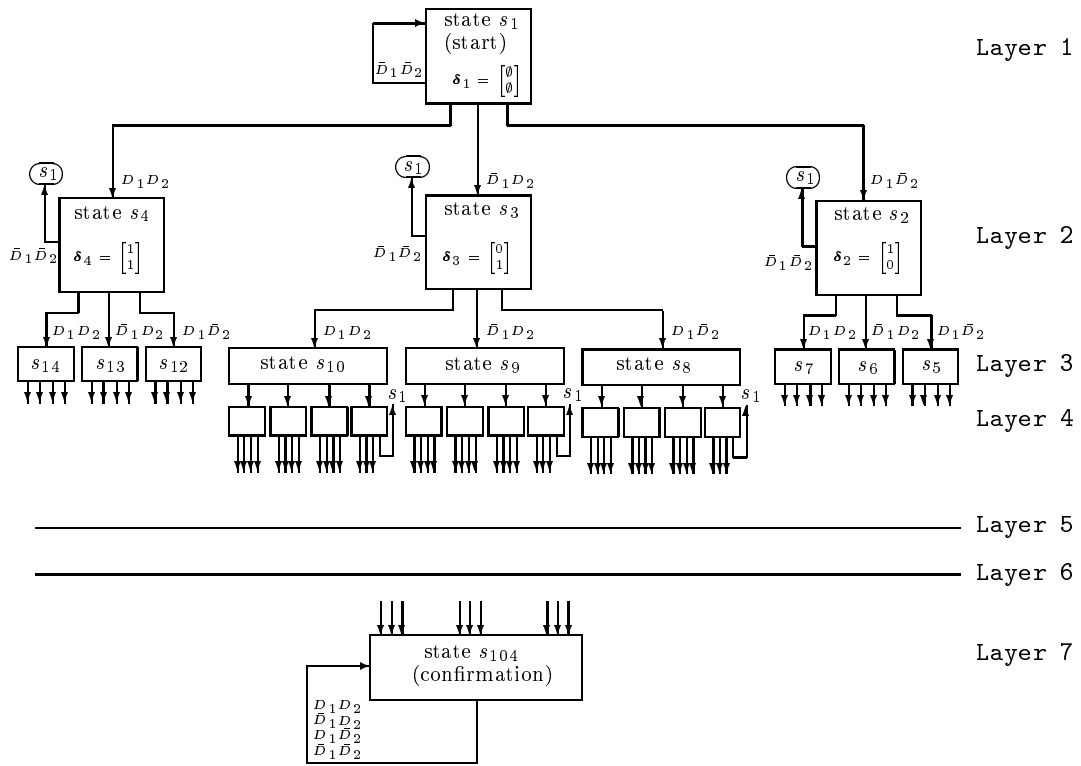 state s₁
(start)
Layer 1
D̄₁D̄₂
δ₁ = [∅ ∅]
s₁
s₁
s₁
D₁D₂
D̄₁D₂
D₁D̄₂
state s₄
state s₃
state s₂
Layer 2
D̄₁D̄₂
δ₄ = [1 1]
D̄₁D̄₂
δ₃ = [0 1]
D̄₁D̄₂
δ₂ = [1 0]
D₁D₂
D̄₁D₂
D₁D̄₂
D₁D₂
D̄₁D₂
D₁D̄₂
D₁D₂
D̄₁D₂
D₁D̄₂
s₁₄
s₁₃
s₁₂
state s₁₀
state s₉
state s₈
s₇
s₆
s₅
Layer 3
s₁
s₁
s₁
Layer 4
Layer 5
Layer 6
state s₁₀₄
(confirmation)
Layer 7
D₁D₂
D̄₁D₂
D₁D̄₂
D̄₁D̄₂